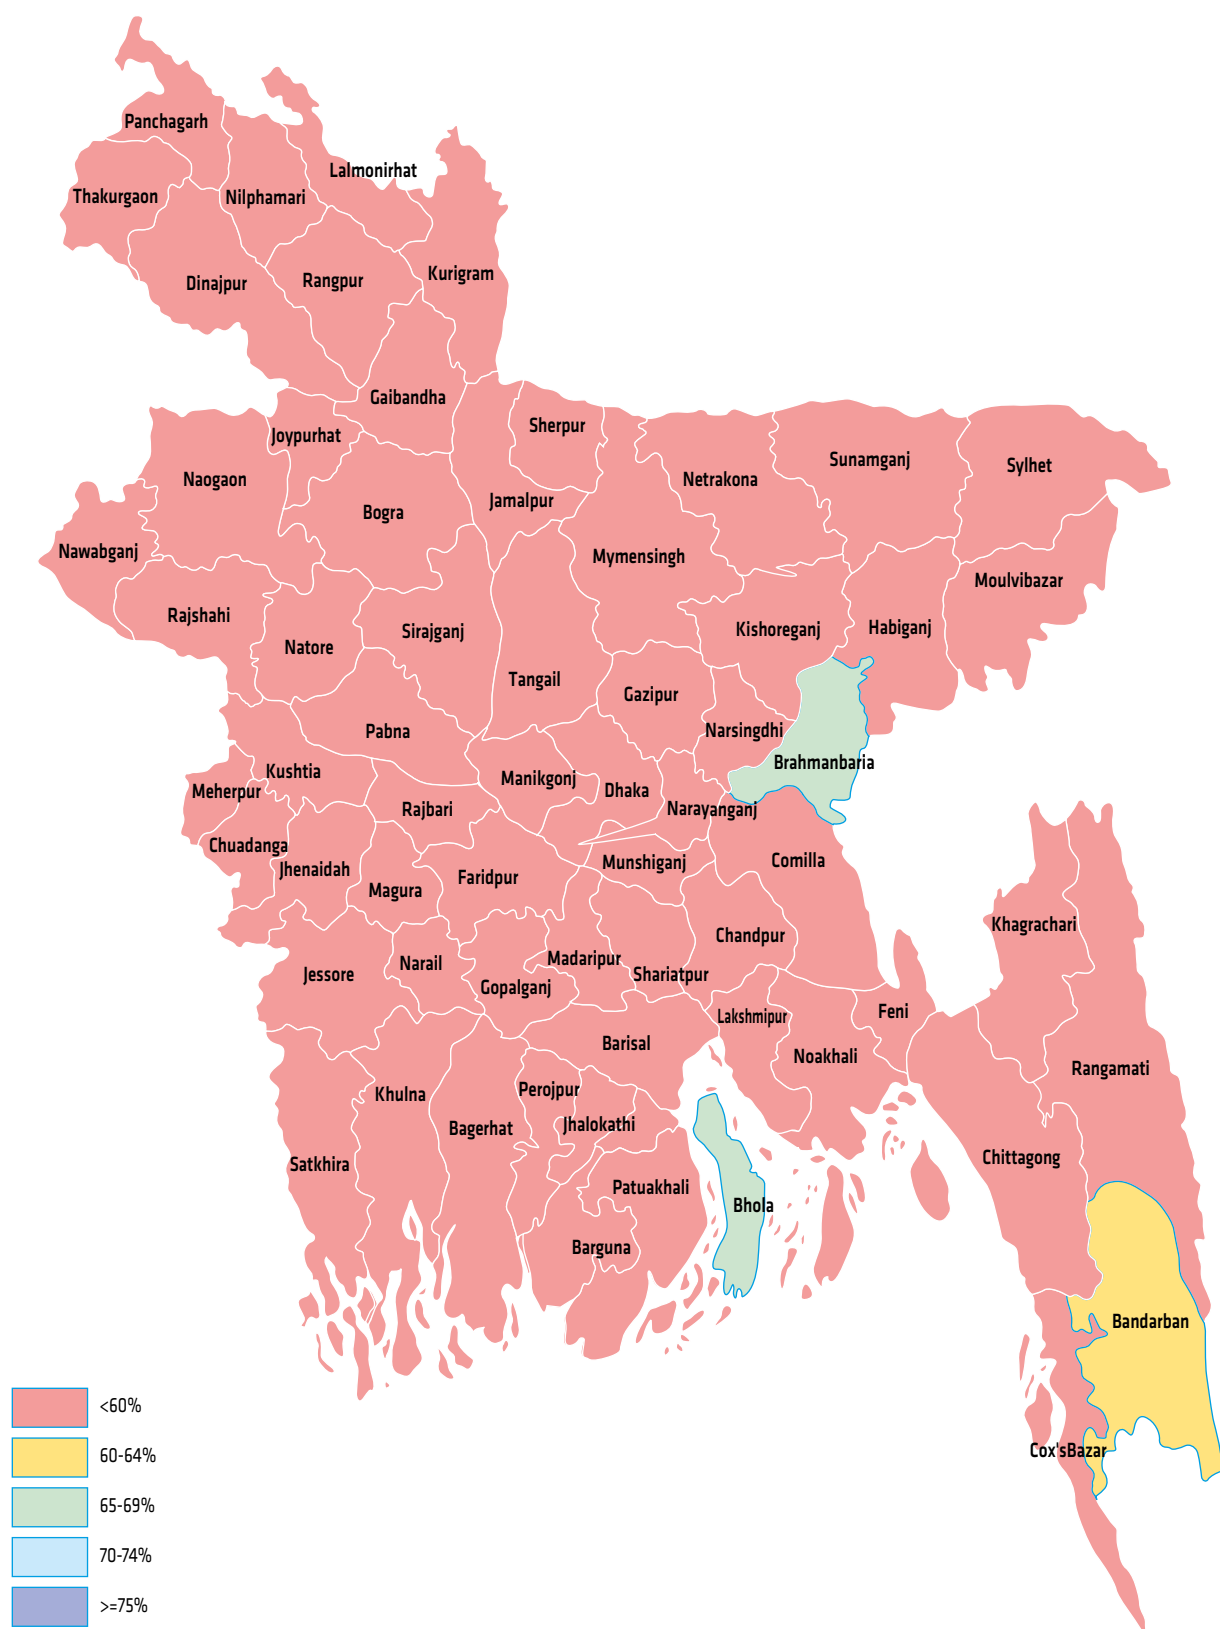 Panchagarh
Lalmonirhat
Thakurgaon
Nilphamari
Kurigram
Rangpur
Dinajpur
Gaibandha
Sherpur
Joypurhat
Sunamganj
Sylhet
Naogaon
Netrakona
Jamalpur
Bogra
Nawabganj
Mymensingh
Moulvibazar
Rajshahi
Habiganj
Kishoreganj
Sirajganj
Natore
Tangail
Gazipur
Narsingdhi
Pabna
Brahmanbaria
Kushtia
Manikgonj
Meherpur
Dhaka
Rajbari
Narayanganj
Chuadanga
Comilla
Munshiganj
Jhenaidah
Faridpur
Magura
Khagrachari
Chandpur
Madaripur
Narail
Jessore
Shariatpur
Gopalganj
Feni
Lakshmipur
Barisal
Noakhali
Rangamati
Perojpur
Khulna
Jhalokathi
Bagerhat
Chittagong
Satkhira
Patuakhali
Bhola
Barguna
Bandarban
Cox'sBazar
<60%
60-64%
65-69%
70-74%
>=75%